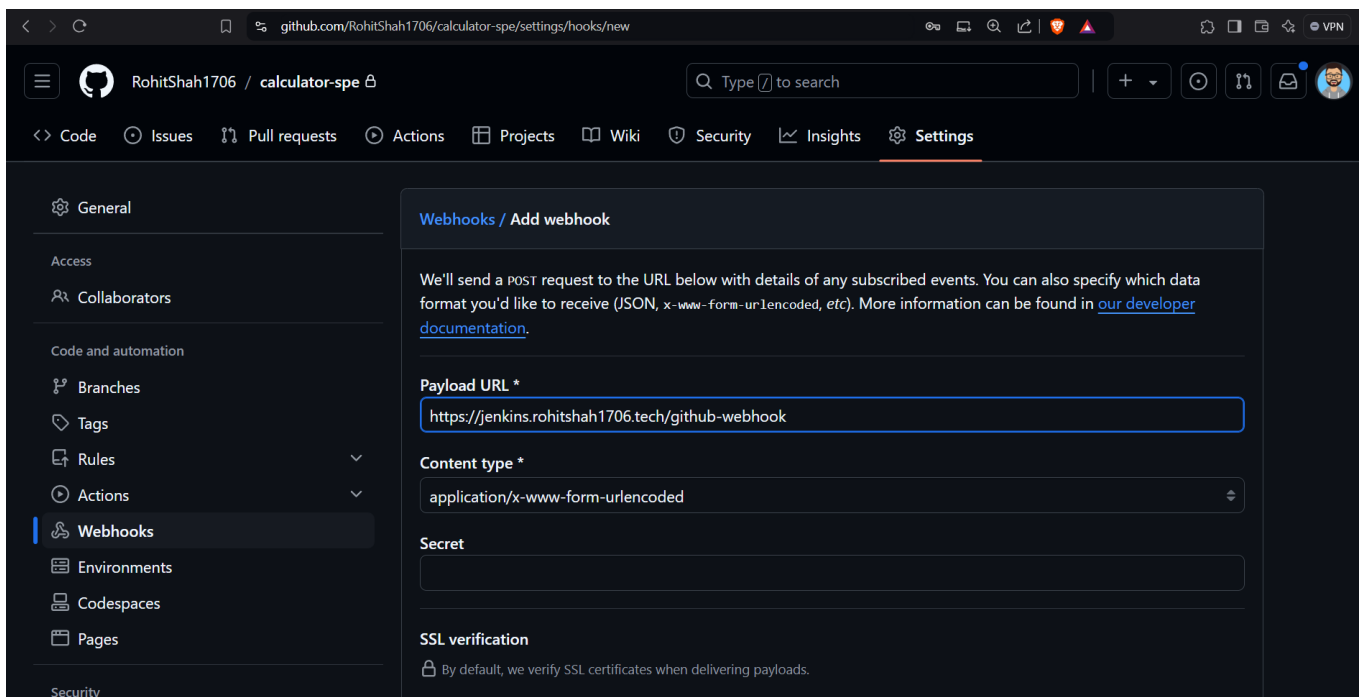 github.com/RohitShah1706/calculator-spe/settings/hooks/new
VPN
RohitShah1706 / calculator-spe
Type / to search
Code
Issues
Pull requests
Actions
Projects
Wiki
Security
Insights
Settings
General
Access
Collaborators
Code and automation
Branches
Tags
Rules
Actions
Webhooks
Environments
Codespaces
Pages
Security
Webhooks / Add webhook
We'll send a POST request to the URL below with details of any subscribed events. You can also specify which data
format you'd like to receive (JSON, x-www-form-urlencoded, etc). More information can be found in our developer
documentation.
Payload URL *
https://jenkins.rohitshah1706.tech/github-webhook
Content type *
application/x-www-form-urlencoded
Secret
SSL verification
By default, we verify SSL certificates when delivering payloads.